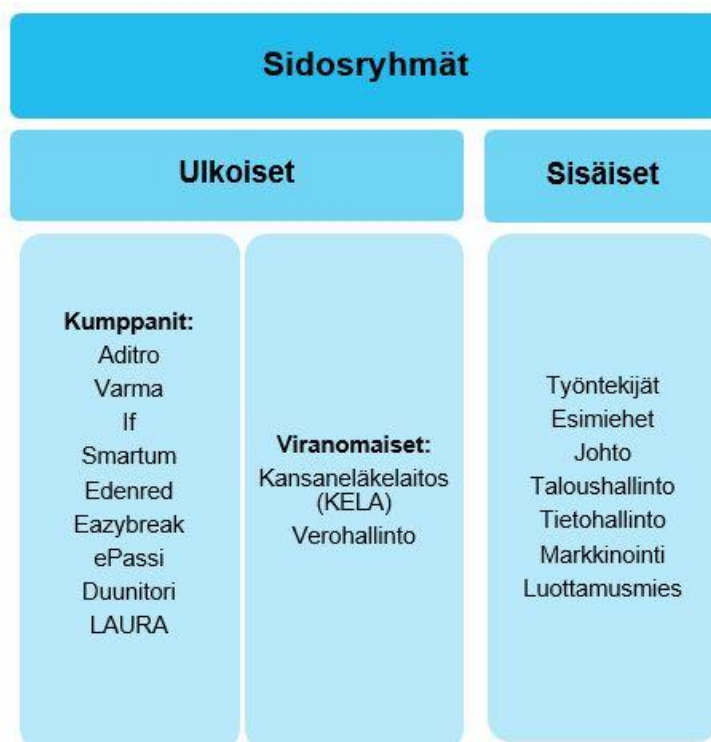 Sidosryhmät
Ulkoiset
Sisäiset
Kumppanit:
Aditro
Varma
If
Smartum
Edenred
Eazybreak
ePassi
Duunitori
LAURA
Viranomaiset:
Kansaneläkelaitos
(KELA)
Verohallinto
Työntekijät
Esimiehet
Johto
Taloushallinto
Tietohallinto
Markkinointi
Luottamusmies